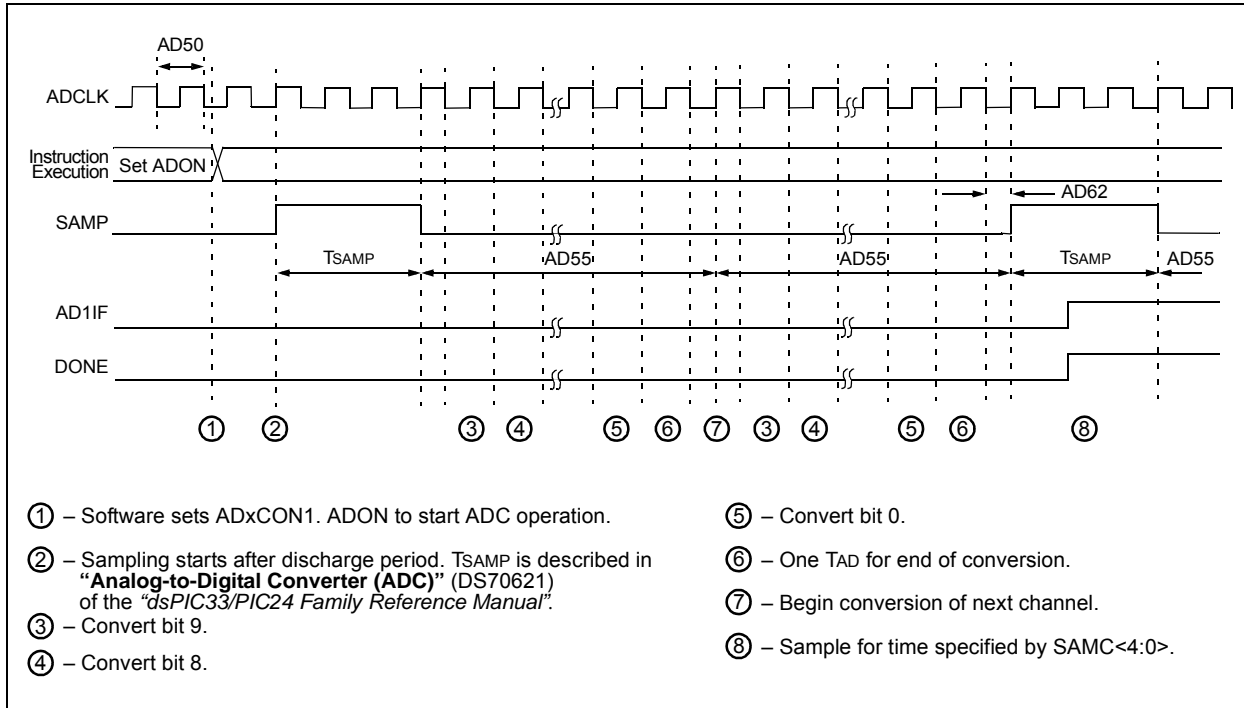 AD50
ADCLK
Instruction
Execution
Set ADON
AD62
SAMP
TSAMP
AD55
AD55
TSAMP
AD55
AD1IF
DONE
1 2 3 4 5 6 7 3 4 5 6 8
1 – Software sets ADxCON1. ADON to start ADC operation.
2 – Sampling starts after discharge period. TSAMP is described in
“Analog-to-Digital Converter (ADC)” (DS70621)
of the “dsPIC33/PIC24 Family Reference Manual”.
3 – Convert bit 9.
4 – Convert bit 8.
5 – Convert bit 0.
6 – One TAD for end of conversion.
7 – Begin conversion of next channel.
8 – Sample for time specified by SAMC<4:0>.